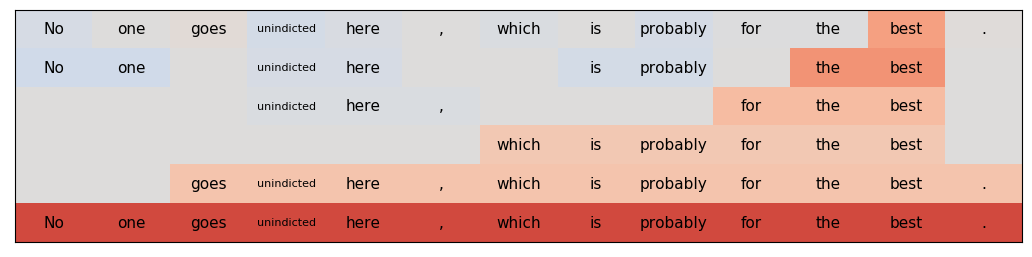 No one goes unindicted here , which is probably for the best .
No one unindicted here is probably the best
unindicted here , for the best
which is probably for the best
goes unindicted here , which is probably for the best .
No one goes unindicted here , which is probably for the best .